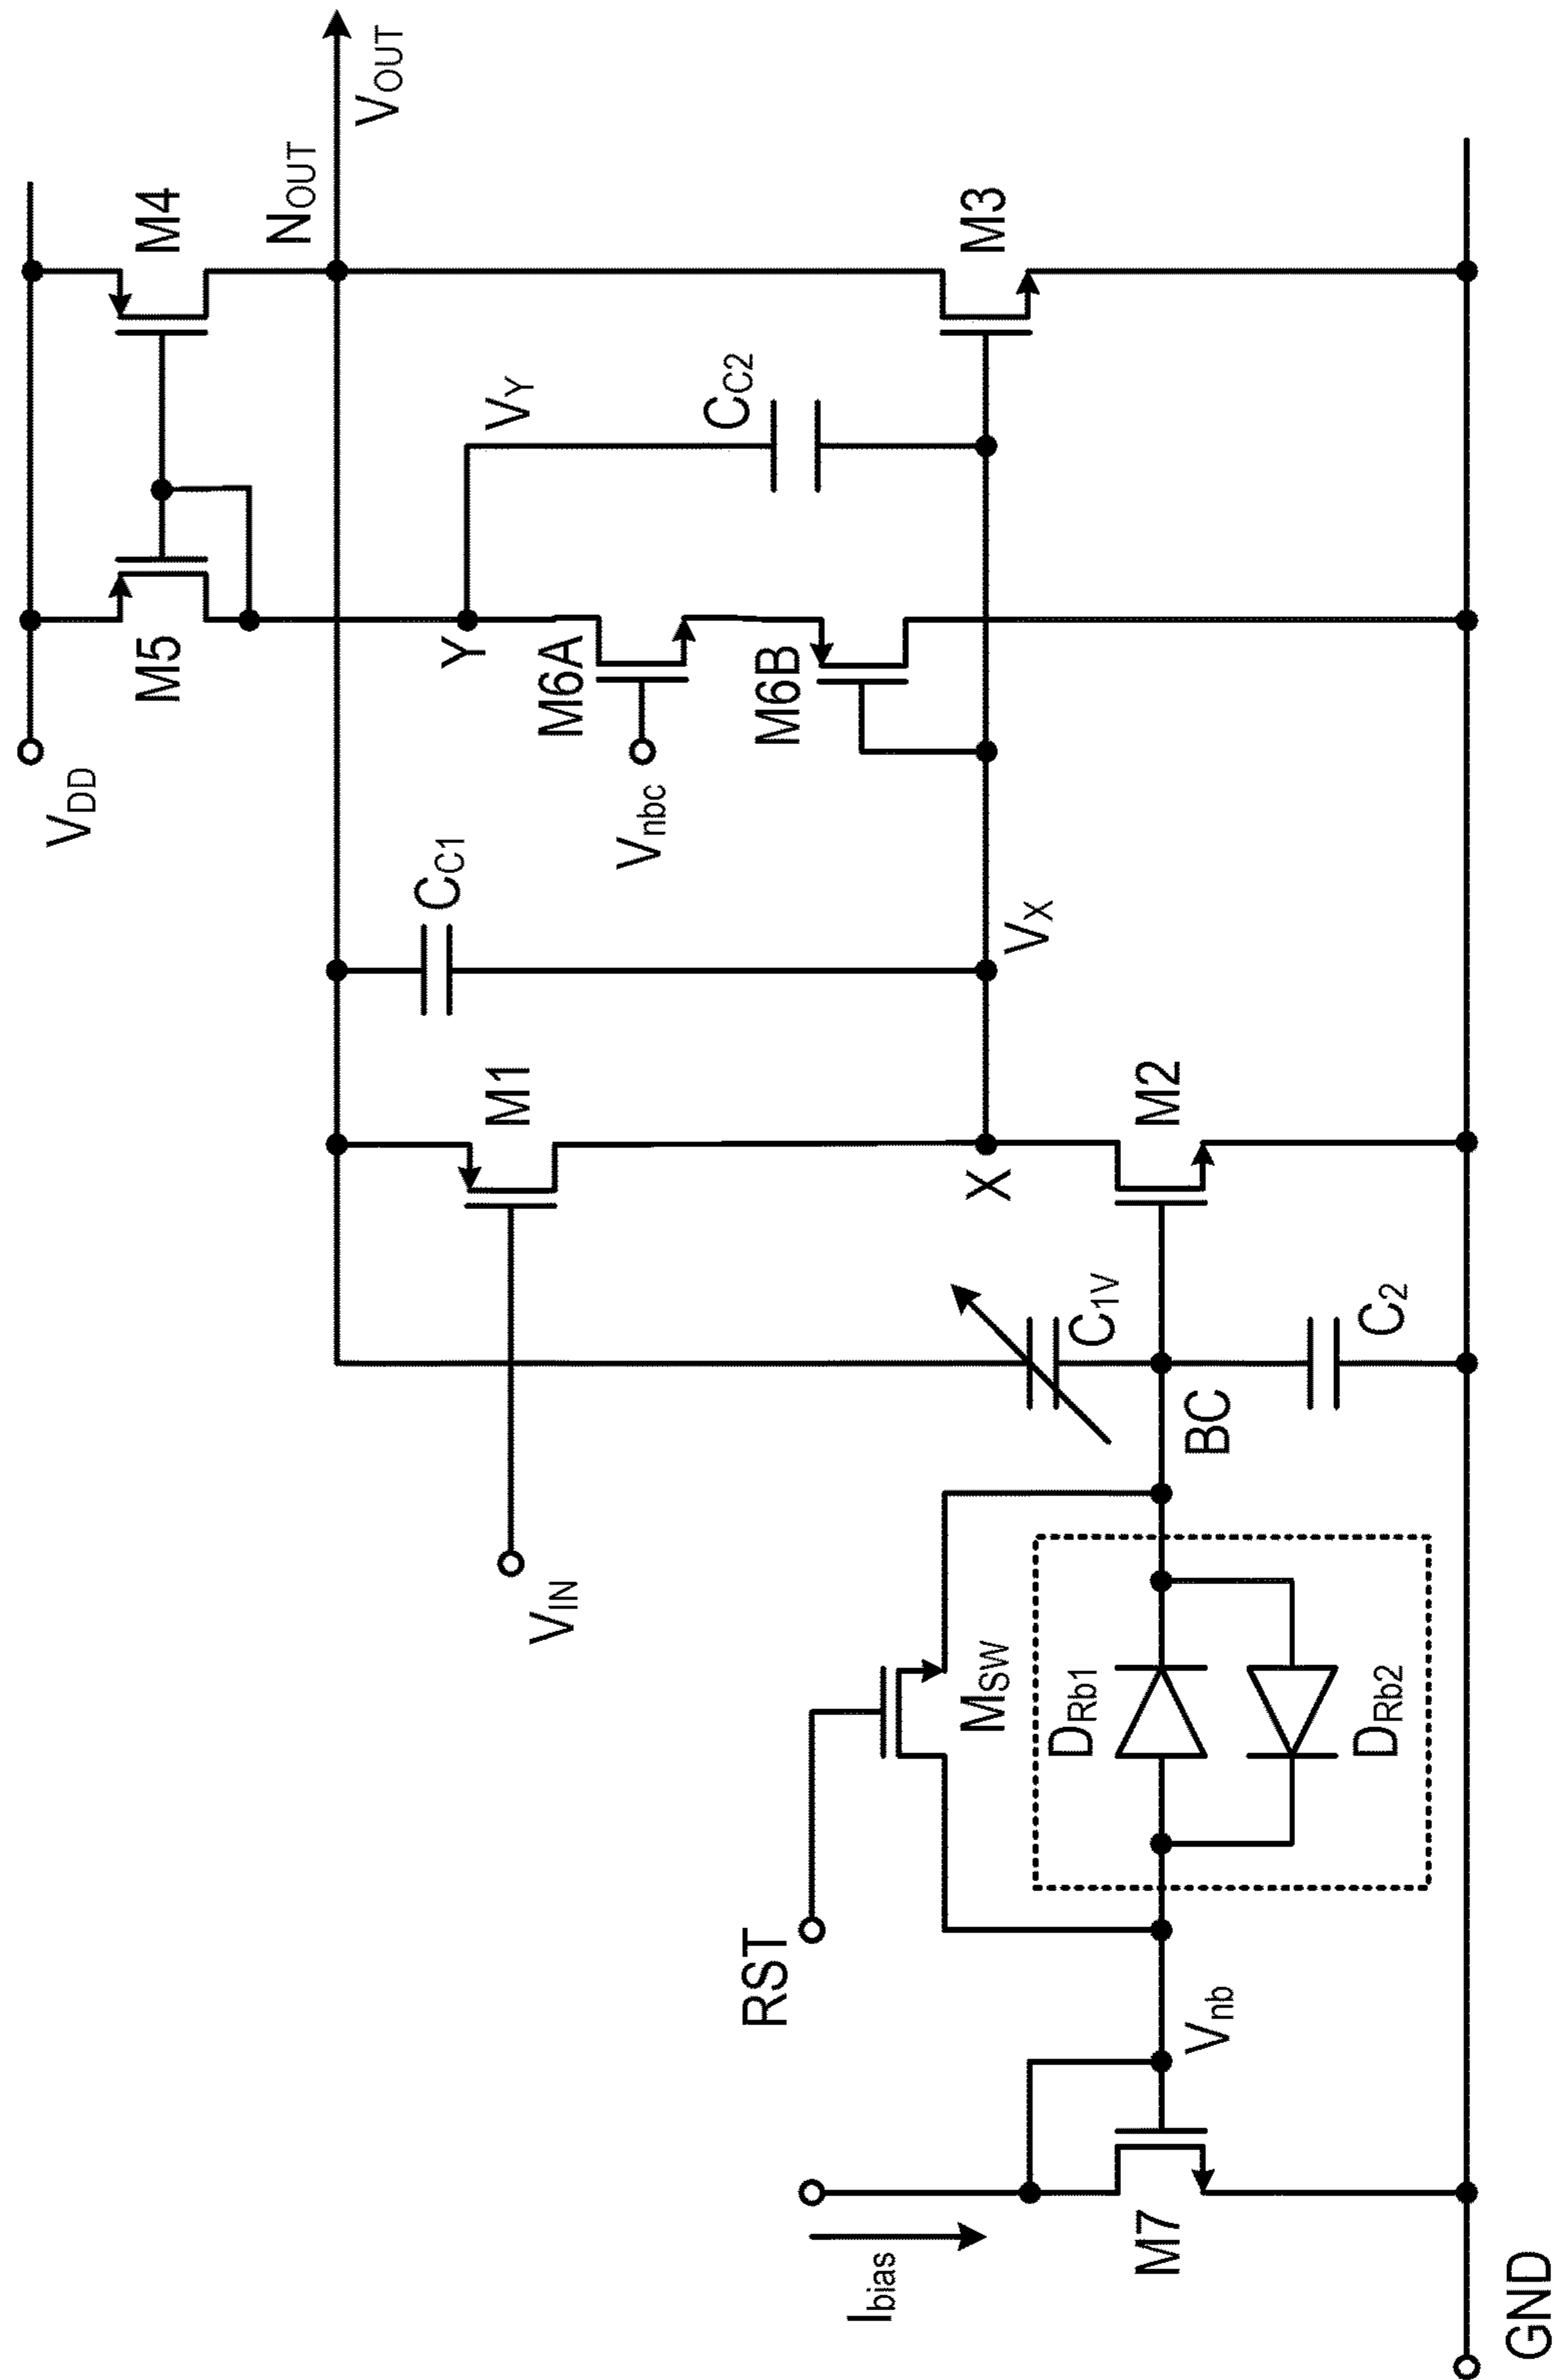 V_DD
M5
M4
N_OUT
V_OUT
V_IN
M1
C_C1
Y
V_Y
M6A
V_nbc
M6B
C_C2
M3
X
V_X
M2
RST
M_SW
C_1V
BC
C_2
D_Rb1
D_Rb2
I_bias
M7
V_nb
GND